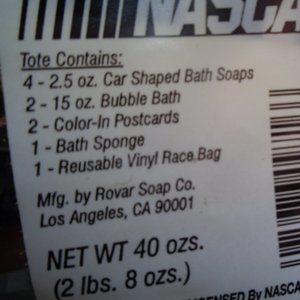 NASCA
Tote Contains:
4 - 2.5 oz. Car Shaped Bath Soaps
2 - 15 oz. Bubble Bath
2 - Color-In Postcards
1 - Bath Sponge
1 - Reusable Vinyl Race Bag
Mfg. by Rovar Soap Co.
Los Angeles, CA 90001
NET WT 40 ozs.
(2 lbs. 8 ozs.)
ENSED By NASCA